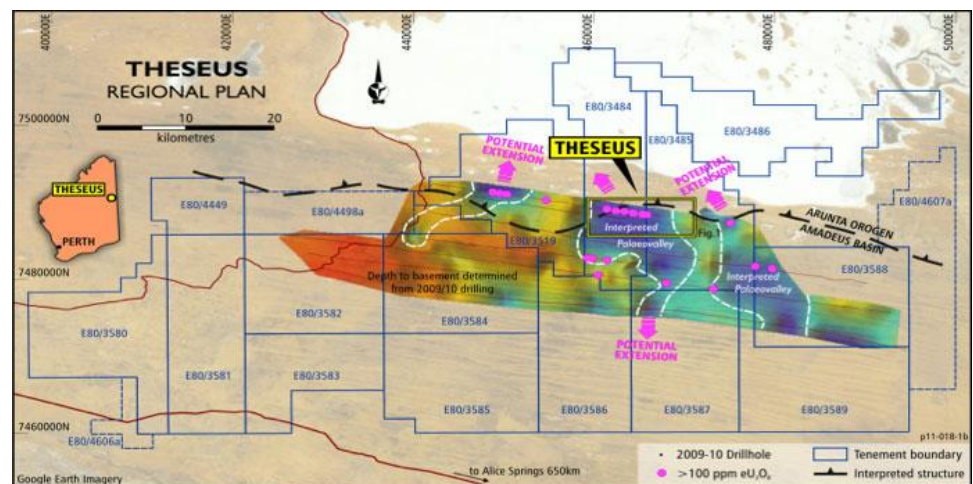 400000E
420000E
440000E
460000E
480000E
500000E
THESEUS
REGIONAL PLAN
0 10 20
kilometres
7500000N
7480000N
7460000N
THESEUS
PERTH
E80/3484
E80/3485
E80/3486
POTENTIAL
EXTENSION
THESEUS
POTENTIAL
EXTENSION
E80/4449
E80/4498a
E80/4607a
ARUNTA OROGEN
AMADEUS BASIN
Fig.1
Interpreted
Palaeovalley
E80/3519
E80/3588
Depth to basement determined
from 2009/10 drilling
Interpreted
Palaeovalley
E80/3580
E80/3582
E80/3584
POTENTIAL
EXTENSION
E80/3581
E80/3583
E80/3585
E80/3586
E80/3587
E80/3589
E80/4606a
p11-018-1b
to Alice Springs 650km
Google Earth Imagery
2009-10 Drillhole
>100 ppm eU₃O₈
Tenement boundary
Interpreted structure